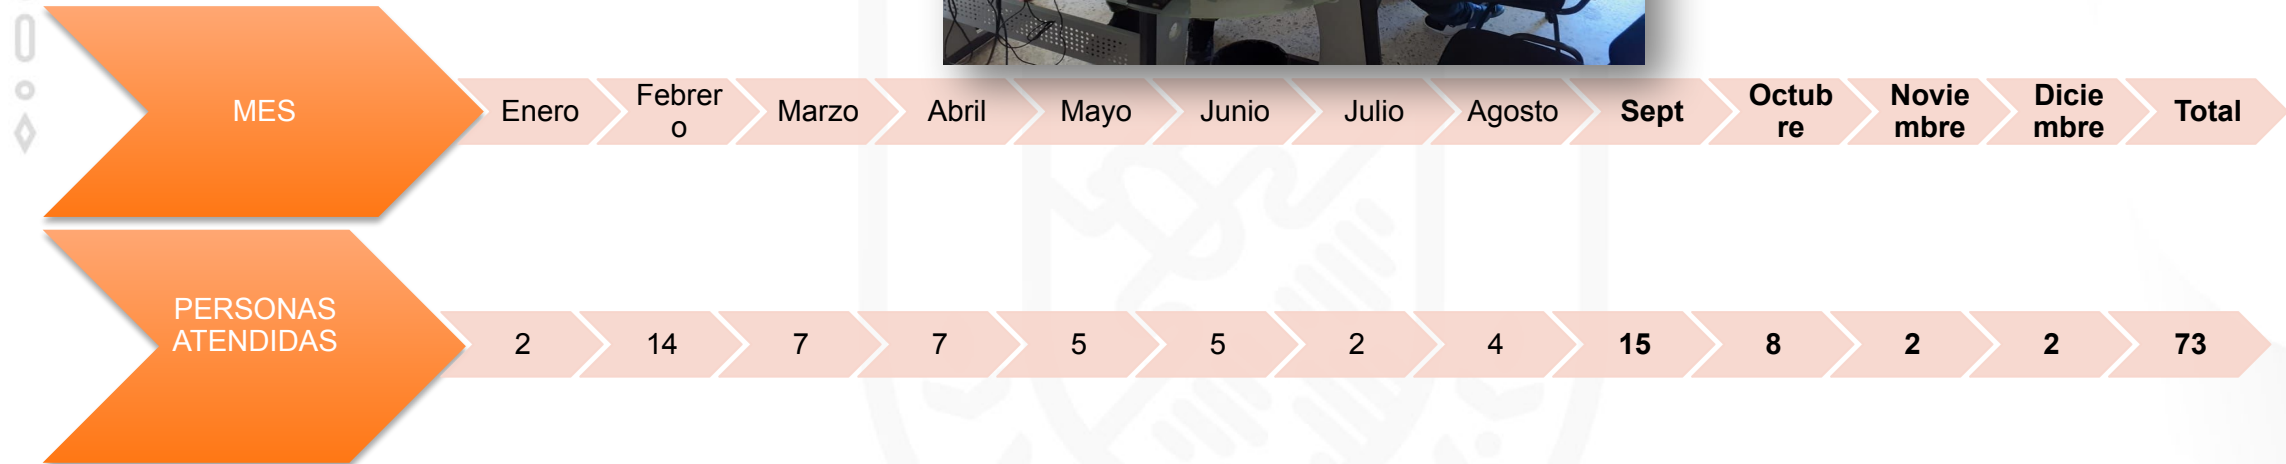 MES
Enero
Febrer
o
Marzo
Abril
Mayo
Junio
Julio
Agosto
Sept
Octub
re
Novie
mbre
Dicie
mbre
Total
PERSONAS
ATENDIDAS
2
14
7
7
5
5
2
4
15
8
2
2
73